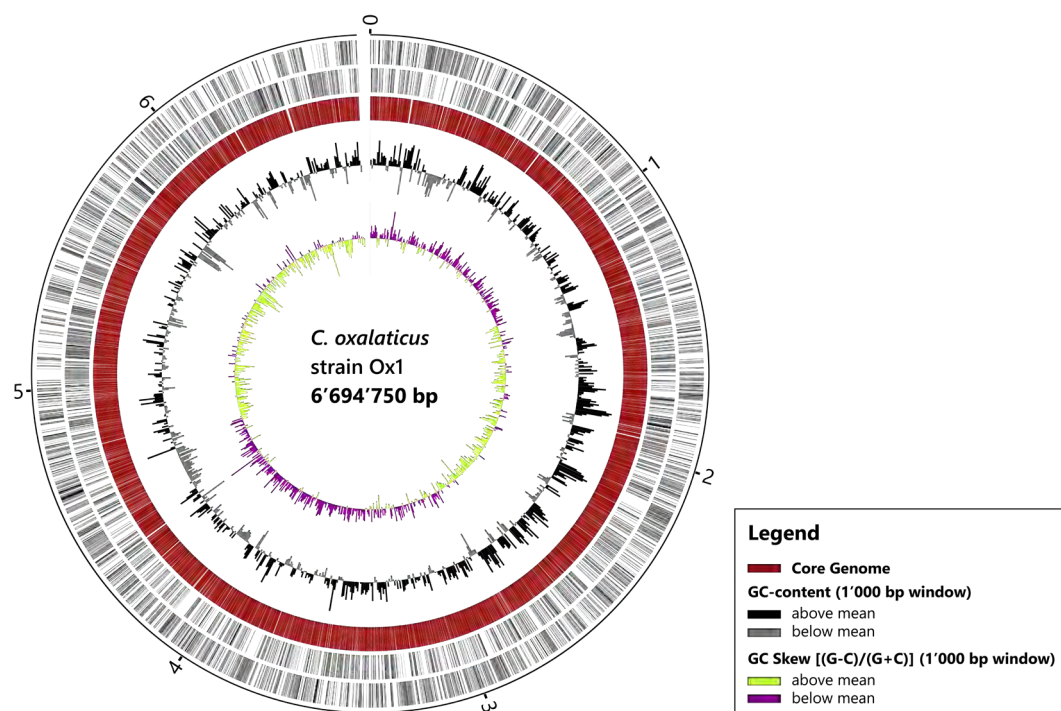 0
1
2
3
4
5
6
C. oxalaticus
strain Ox1
6’694’750 bp
Legend
Core Genome
GC-content (1’000 bp window)
above mean
below mean
GC Skew [(G-C)/(G+C)] (1’000 bp window)
above mean
below mean